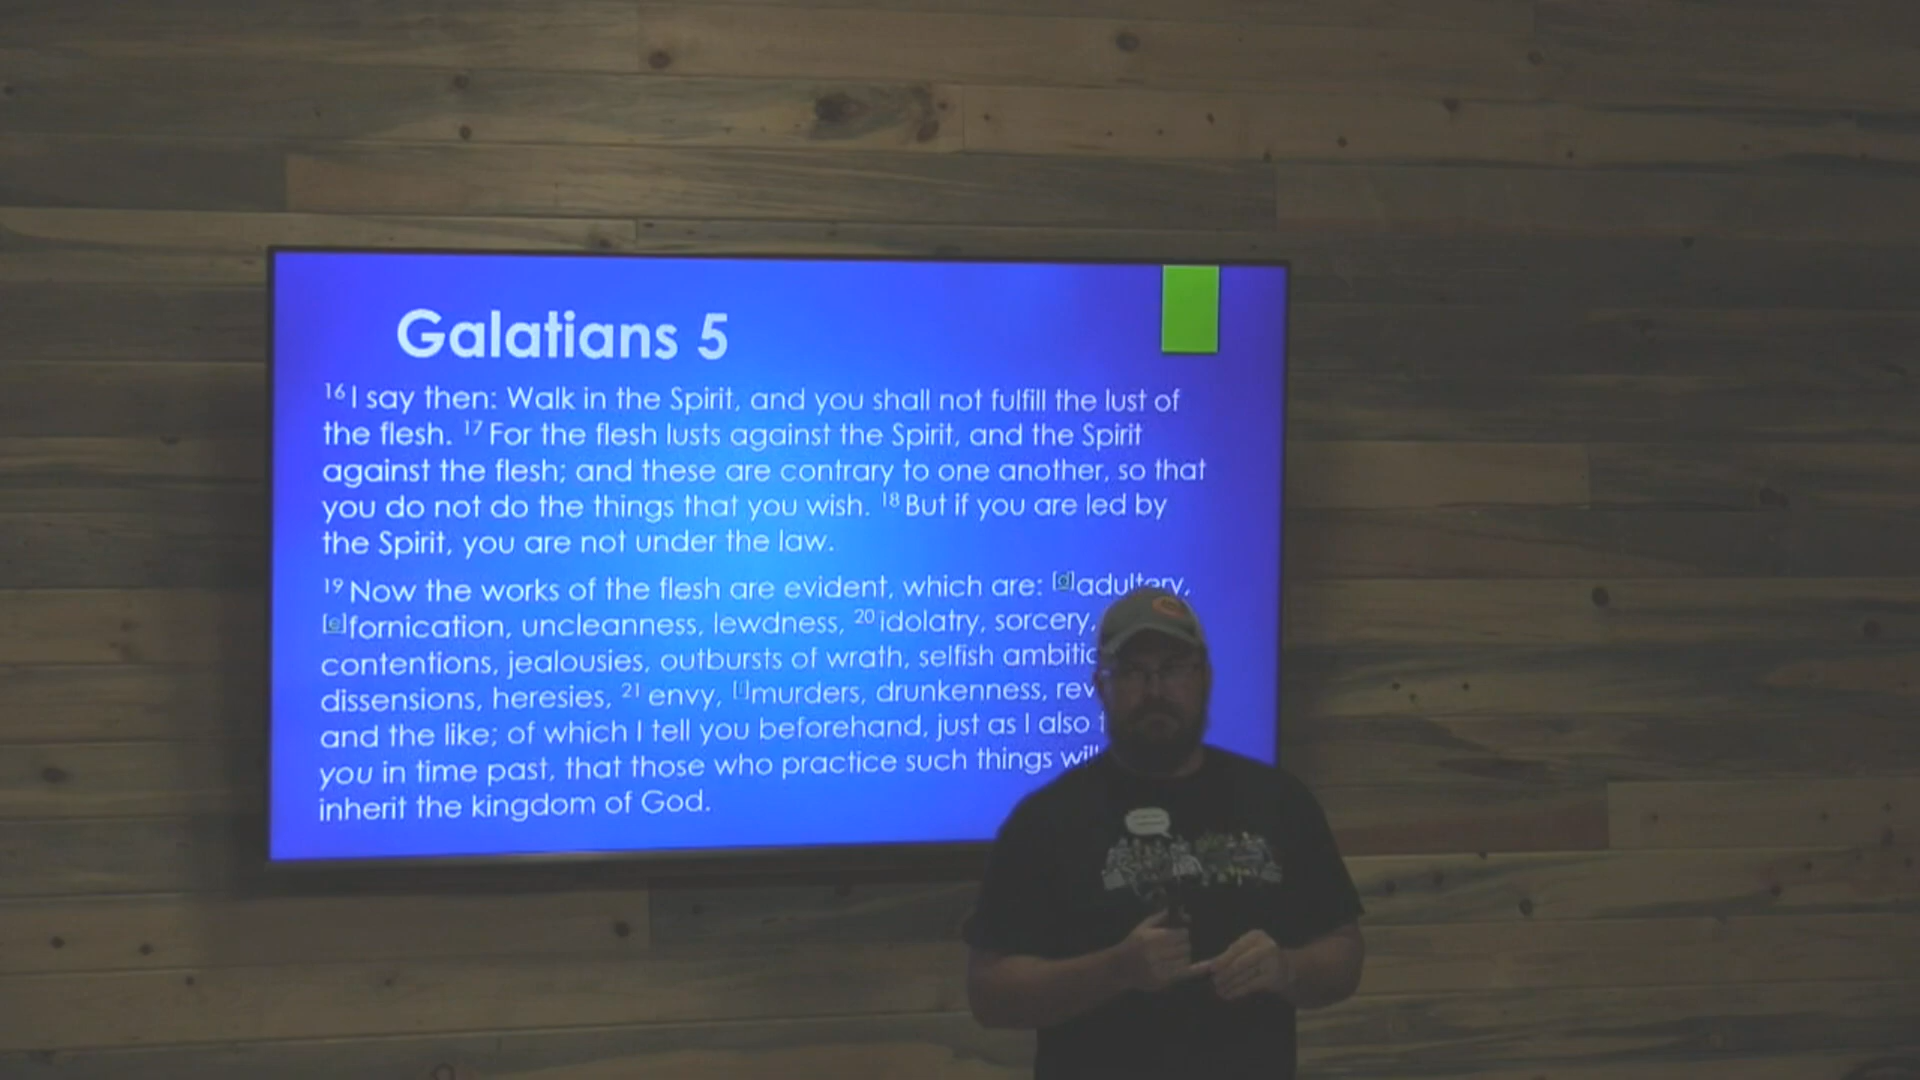 Galatians 5
16 I say then: Walk in the Spirit, and you shall not fulfill the lust of
the flesh. 17 For the flesh lusts against the Spirit, and the Spirit
against the flesh; and these are contrary to one another, so that
you do not do the things that you wish. 18 But if you are led by
the Spirit, you are not under the law.
19 Now the works of the flesh are evident, which are: [d]adultery,
[e]fornication, uncleanness, lewdness, 20 idolatry, sorcery,
contentions, jealousies, outbursts of wrath, selfish
dissensions, heresies, 21 envy, [f]murders, drunkenness,
and the like; of which I tell you beforehand, just as I also
you in time past, that those who practice such things will
inherit the kingdom of God.